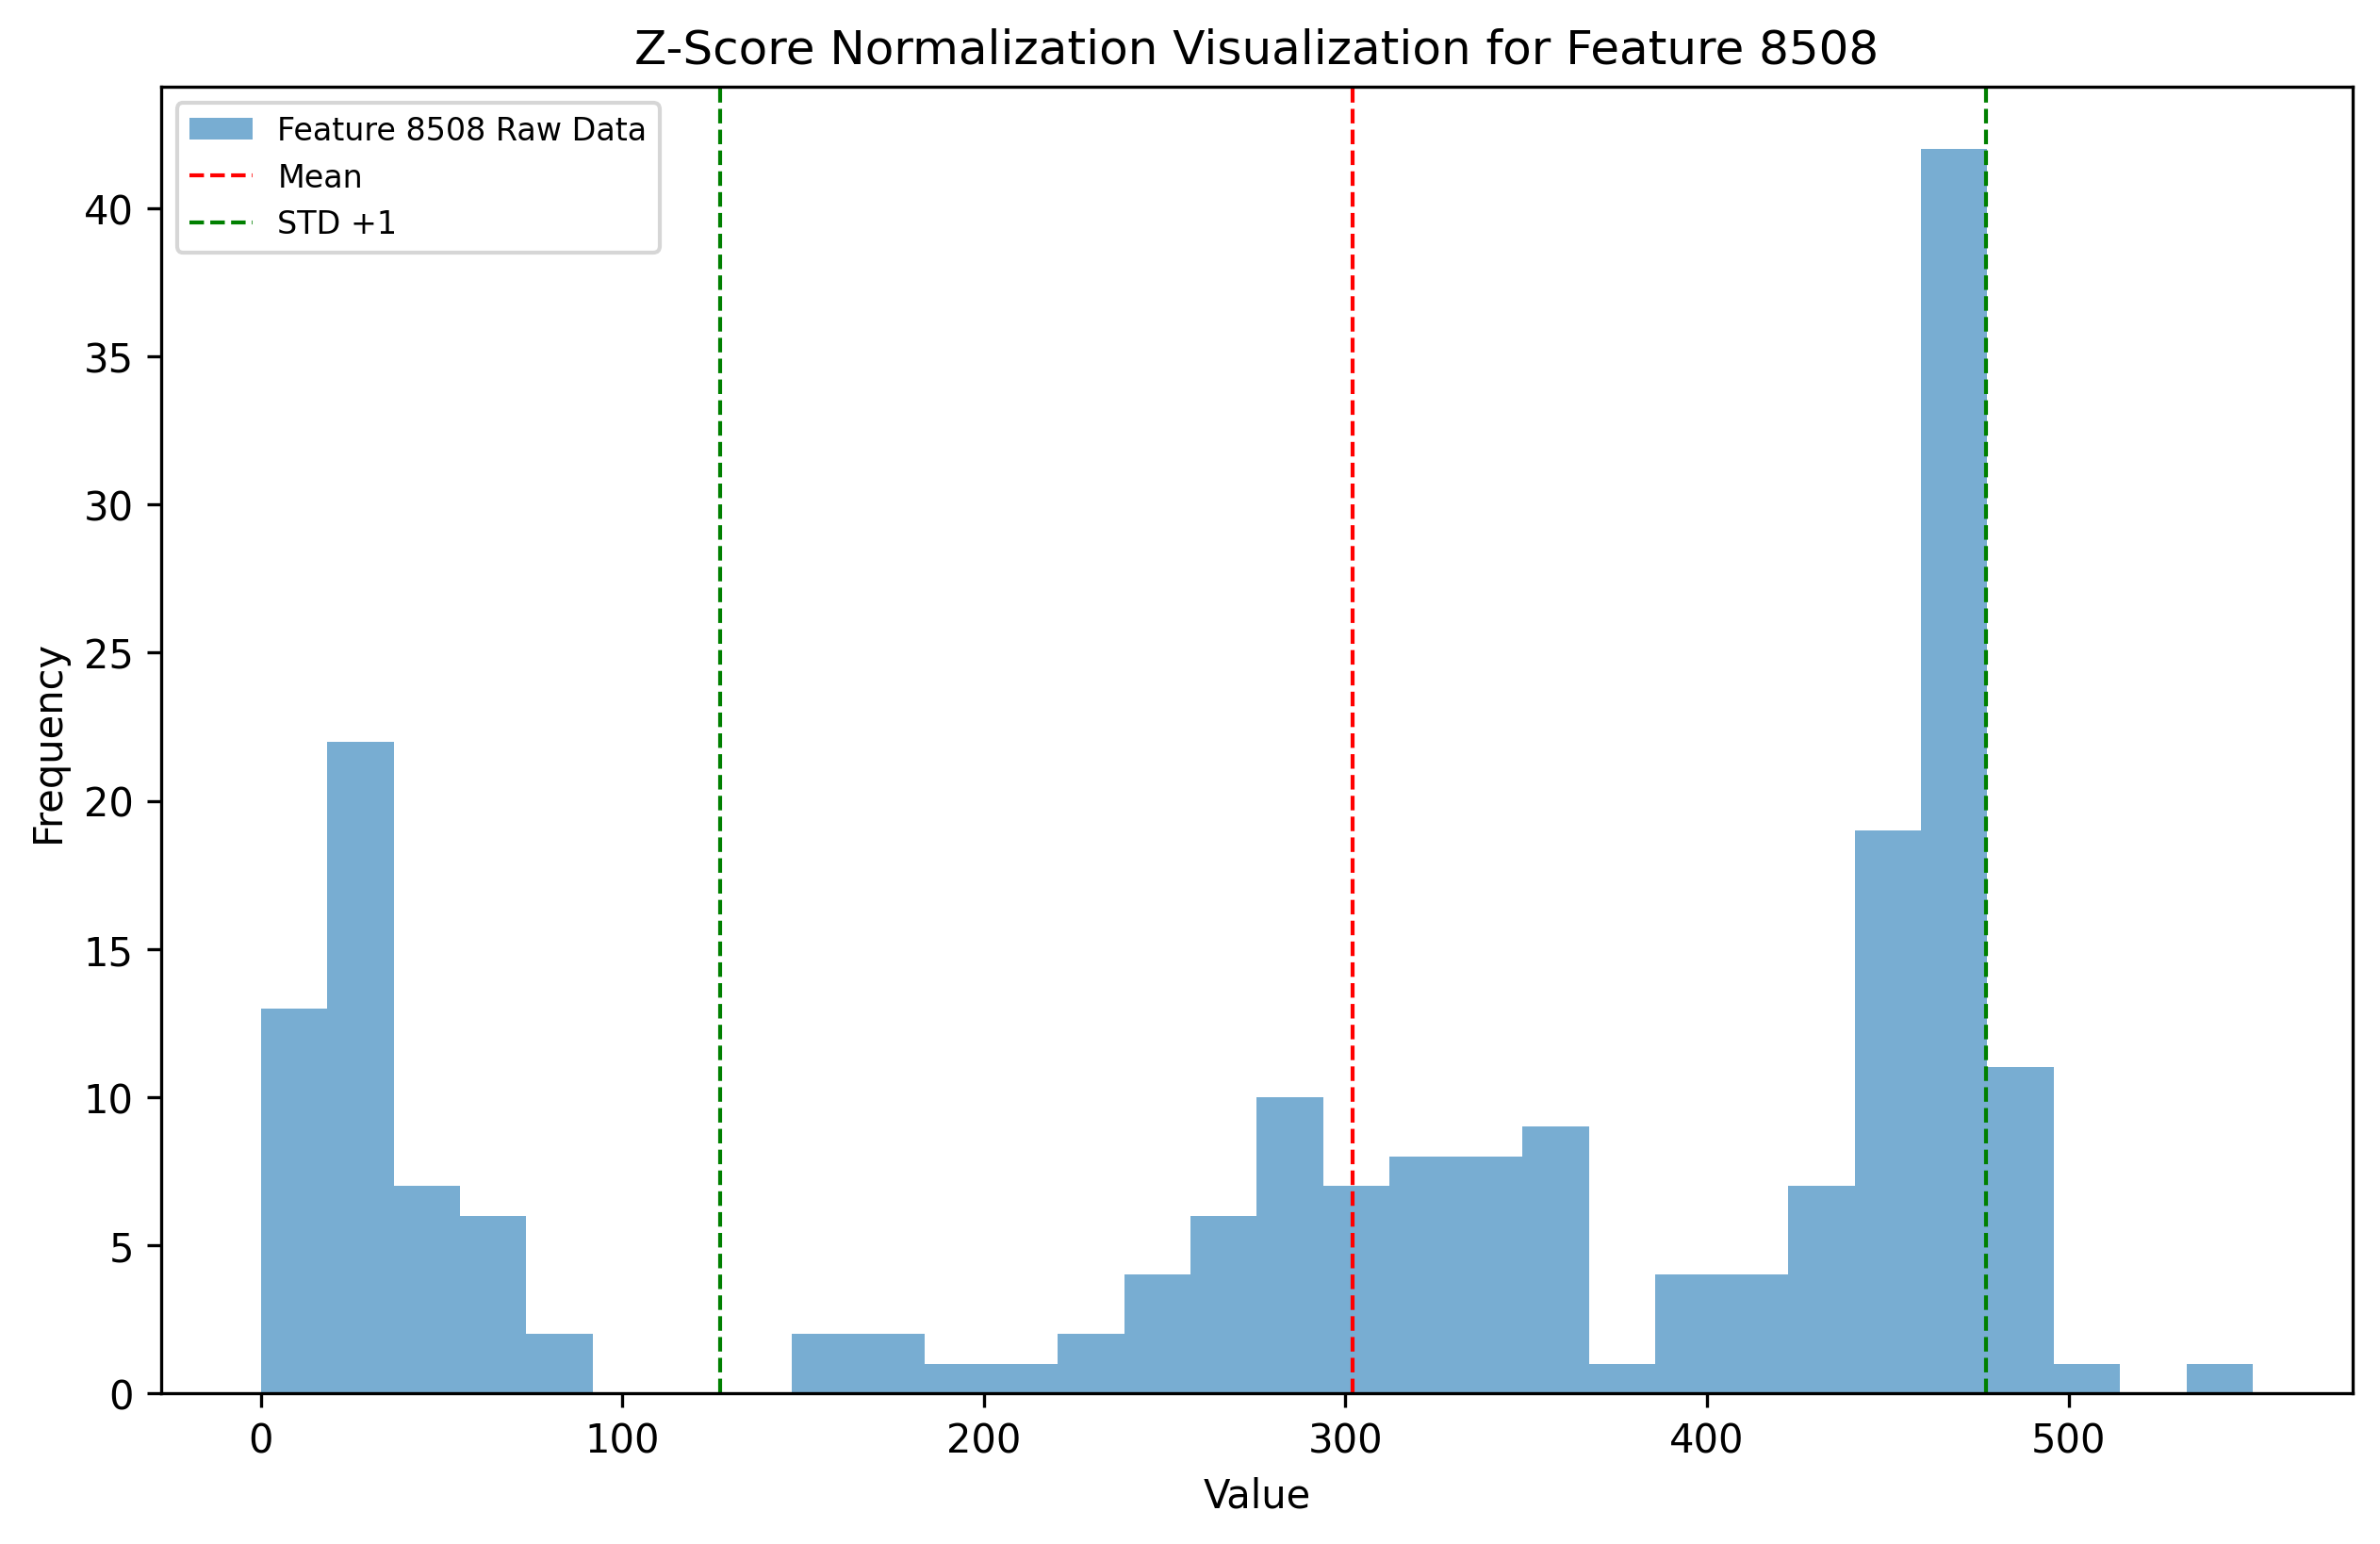 Z-Score Normalization Visualization for Feature 8508
Feature 8508 Raw Data
Mean
STD +1
Frequency
40
35
30
25
20
15
10
5
0
0 100 200 300 400 500
Value